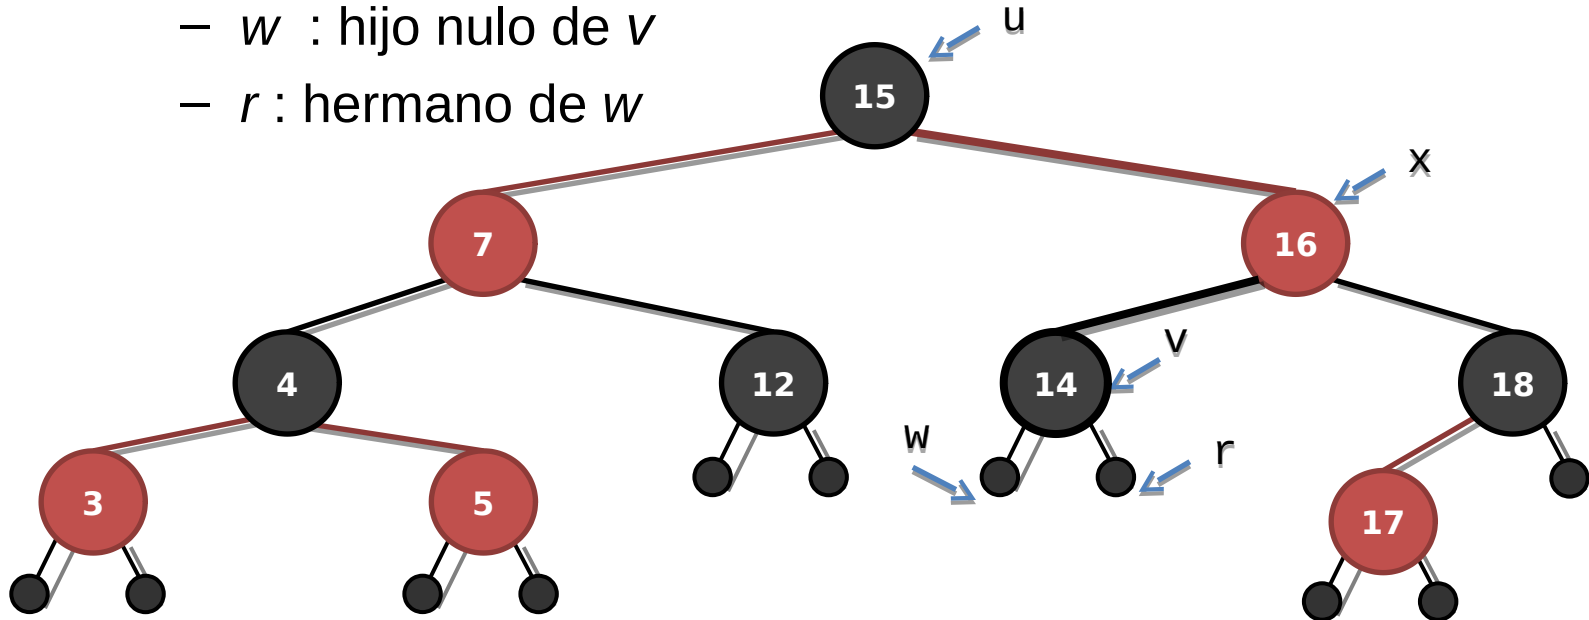 – w : hijo nulo de v
– r : hermano de w
u
15
x
7
16
v
4
12
14
18
w
r
3
5
17